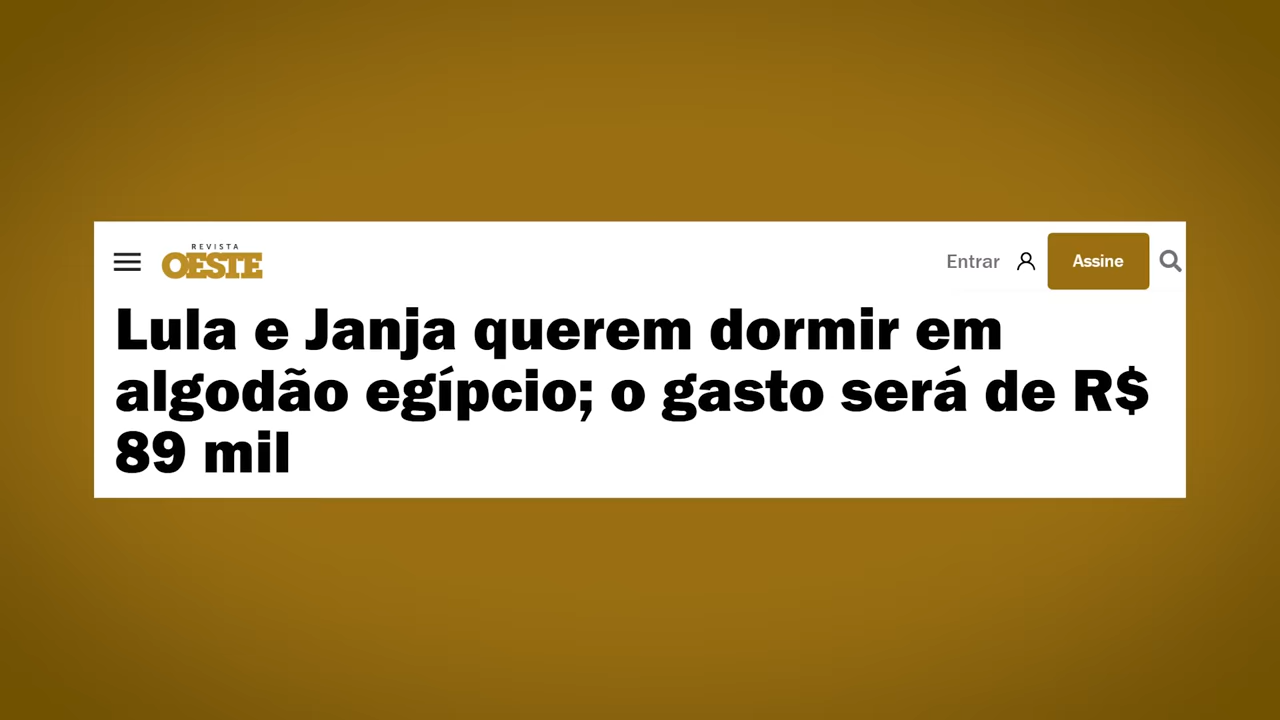 REVISTA
OESTE
Entrar
Assine
Lula e Janja querem dormir em
algodão egípcio; o gasto será de R$
89 mil